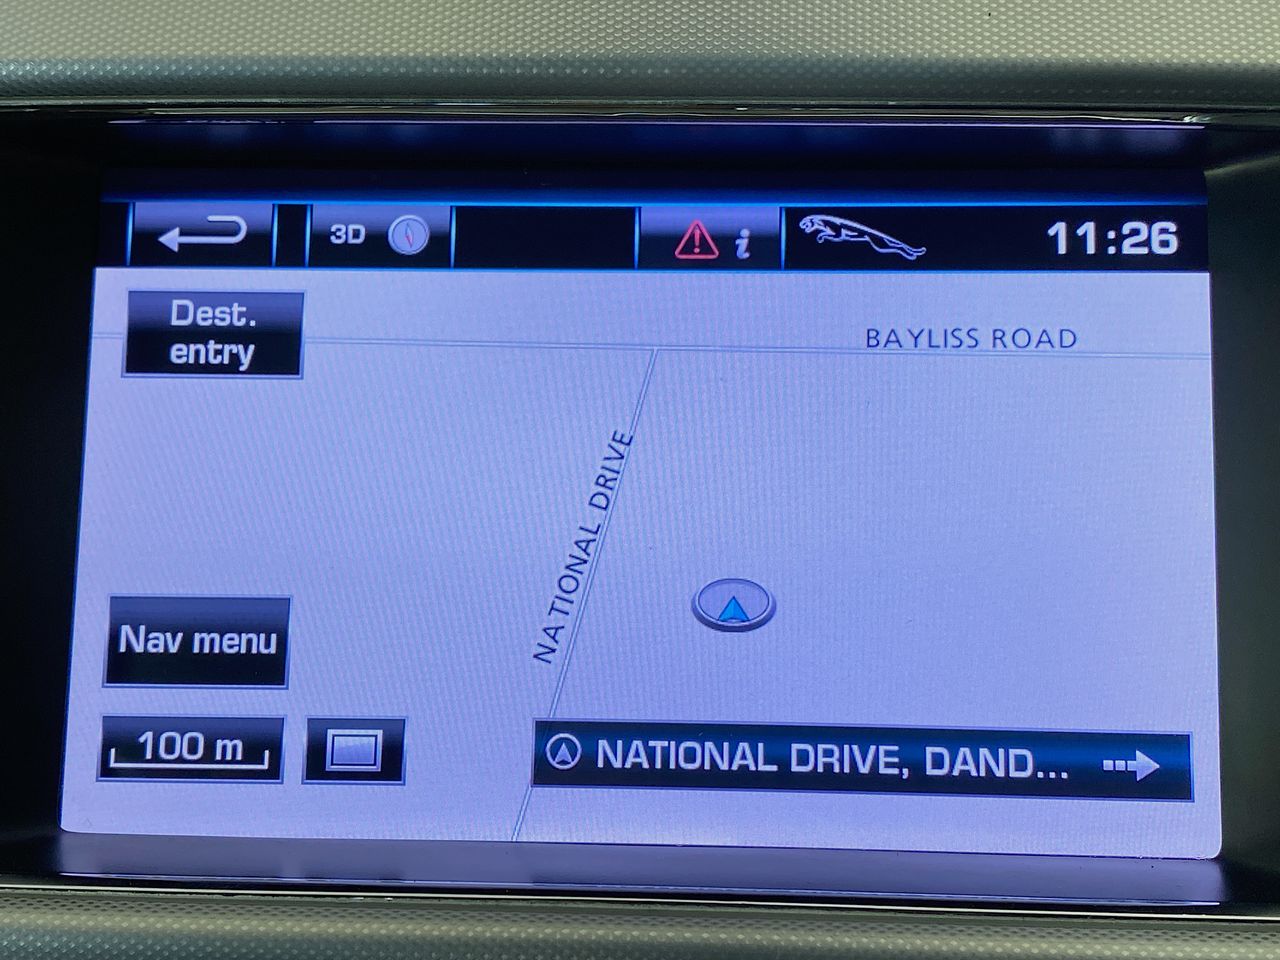 3D
i
11:26
Dest.
entry
BAYLISS ROAD
NATIONAL DRIVE
Nav menu
100 m
NATIONAL DRIVE, DAND...